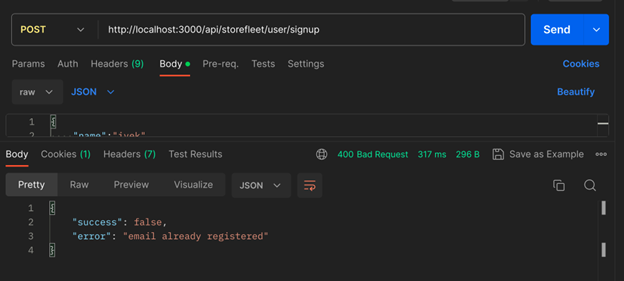 POST http://localhost:3000/api/storefleet/user/signup Send
Params Auth Headers (9) Body Pre-req. Tests Settings Cookies
raw JSON Beautify
1 {
2 "name":"ivek"
Body Cookies (1) Headers (7) Test Results 400 Bad Request 317 ms 296 B Save as Example
Pretty Raw Preview Visualize JSON
1 {
2 "success": false,
3 "error": "email already registered"
4 }